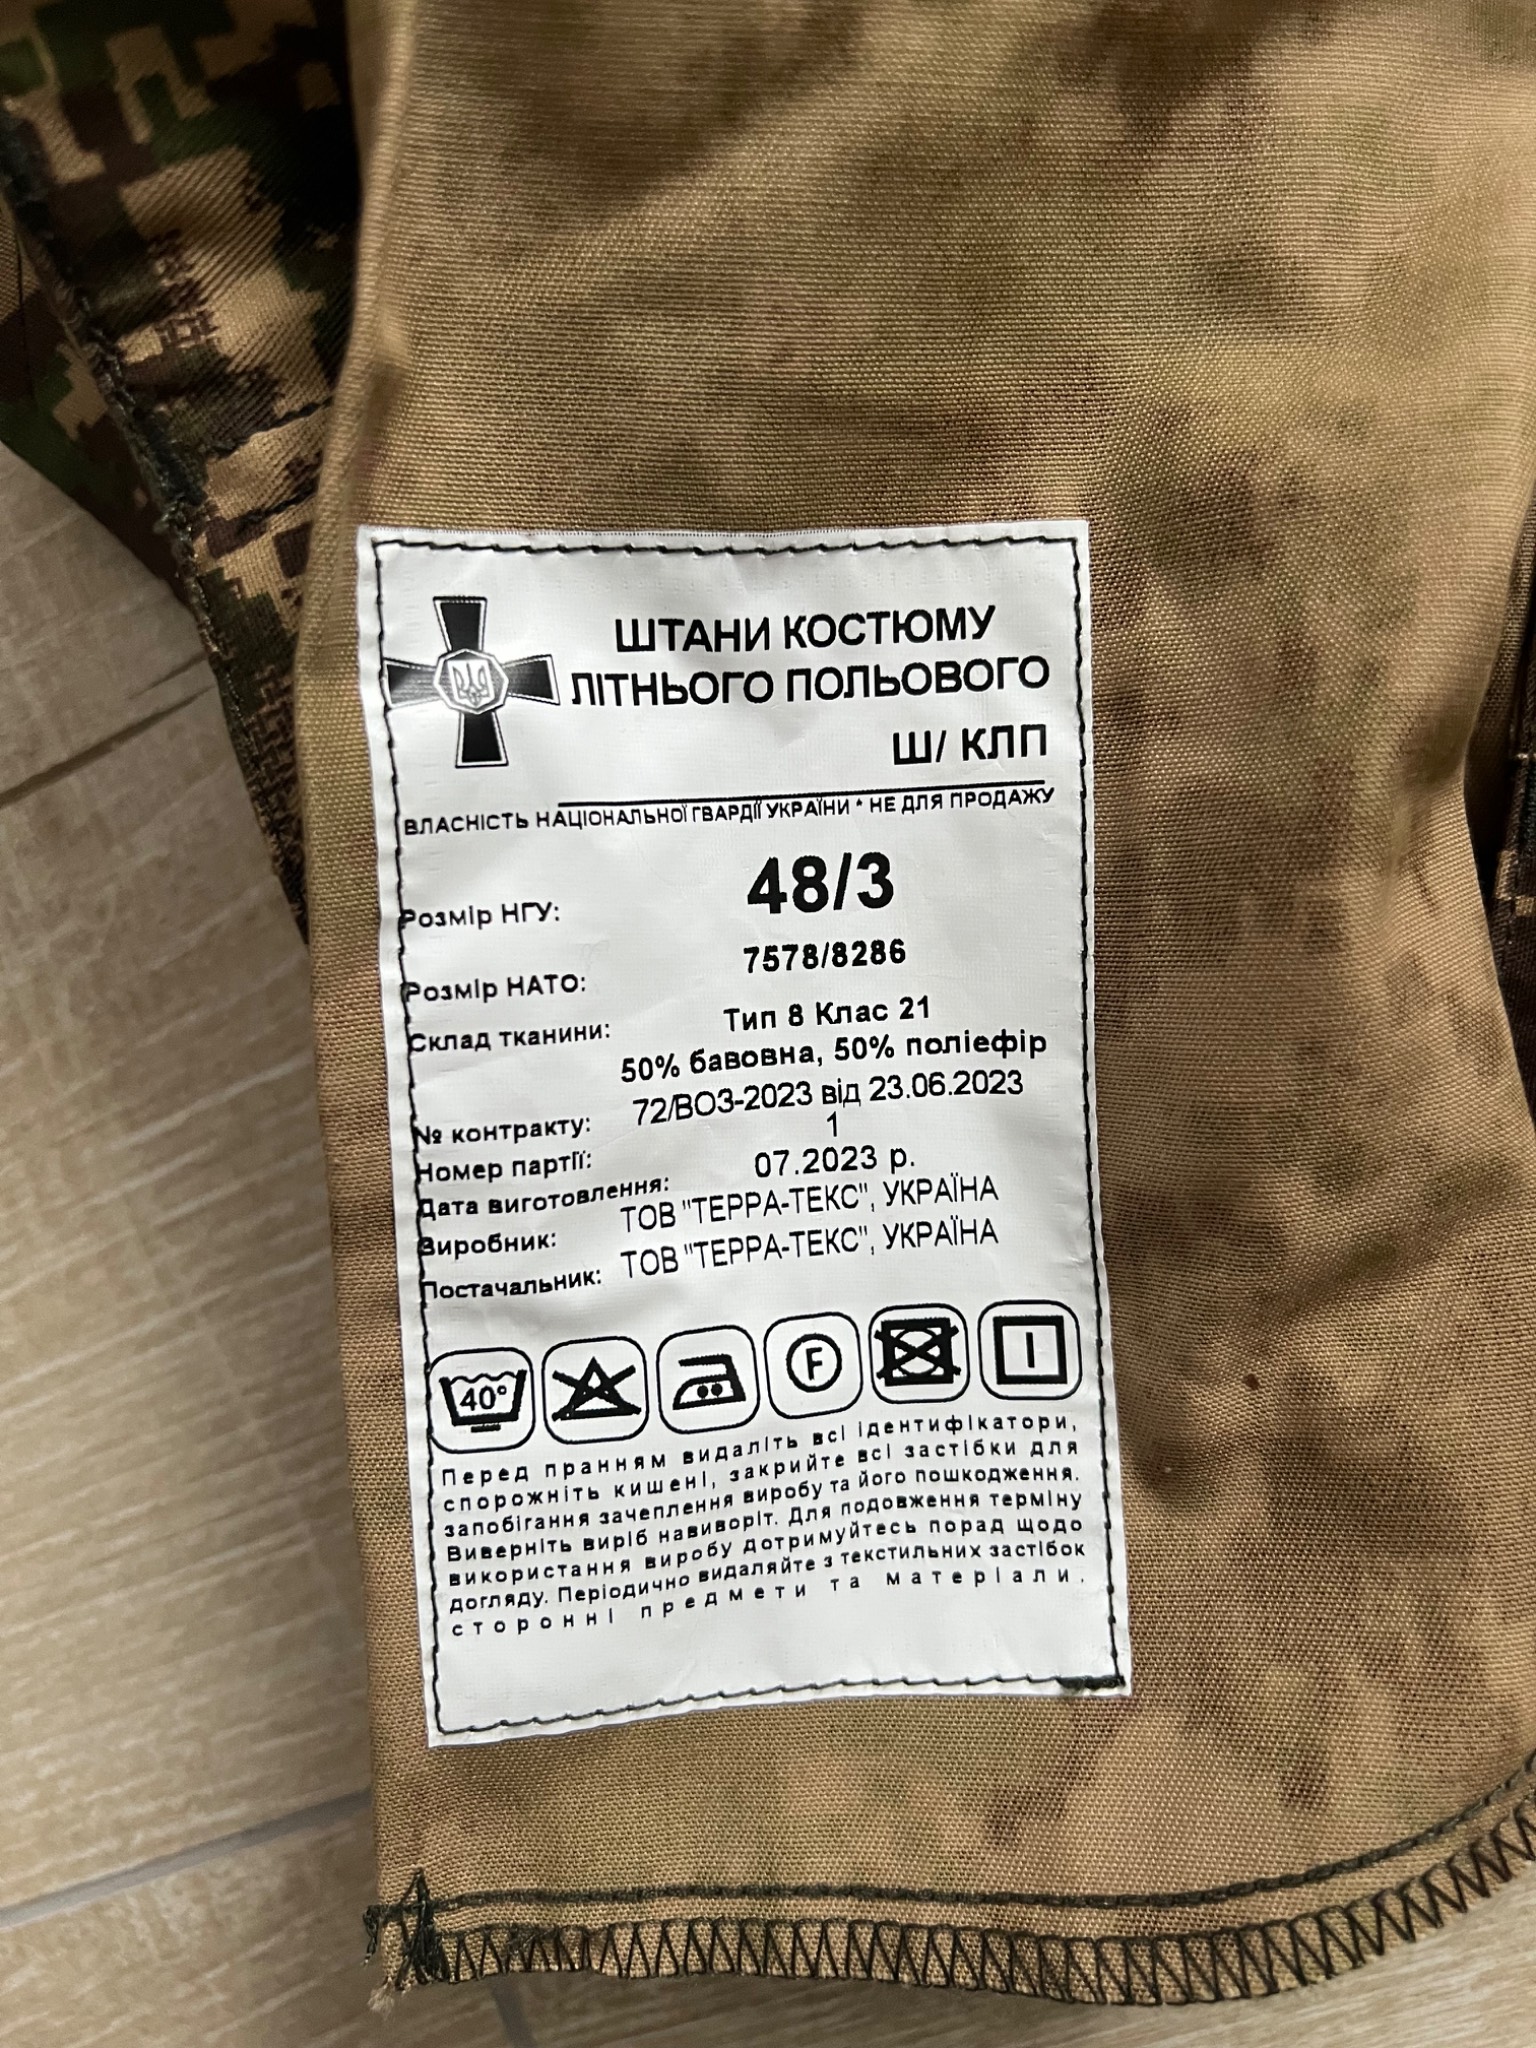 ШТАНИ КОСТЮМУ
ЛІТНЬОГО ПОЛЬОВОГО
Ш/ КЛП
ВЛАСНІСТЬ НАЦІОНАЛЬНОЇ ГВАРДІЇ УКРАЇНИ * НЕ ДЛЯ ПРОДАЖУ
Розмір НГУ: 48/3
Розмір НАТО: 7578/8286
Склад тканини: Тип 8 Клас 21
50% бавовна, 50% поліефір
№ контракту: 72/ВОЗ-2023 від 23.06.2023
Номер партії: 1
Дата виготовлення: 07.2023 р.
Виробник: ТОВ "ТЕРРА-ТЕКС", УКРАЇНА
Постачальник: ТОВ "ТЕРРА-ТЕКС", УКРАЇНА
40° F
Перед пранням видаліть всі ідентифікатори,
спорожніть кишені, закрийте всі застібки для
запобігання зачеплення виробу та його пошкодження.
Виверніть виріб навиворіт. Для подовження терміну
використання виробу дотримуйтесь порад щодо
догляду. Періодично видаляйте з текстильних застібок
сторонні предмети та матеріали.